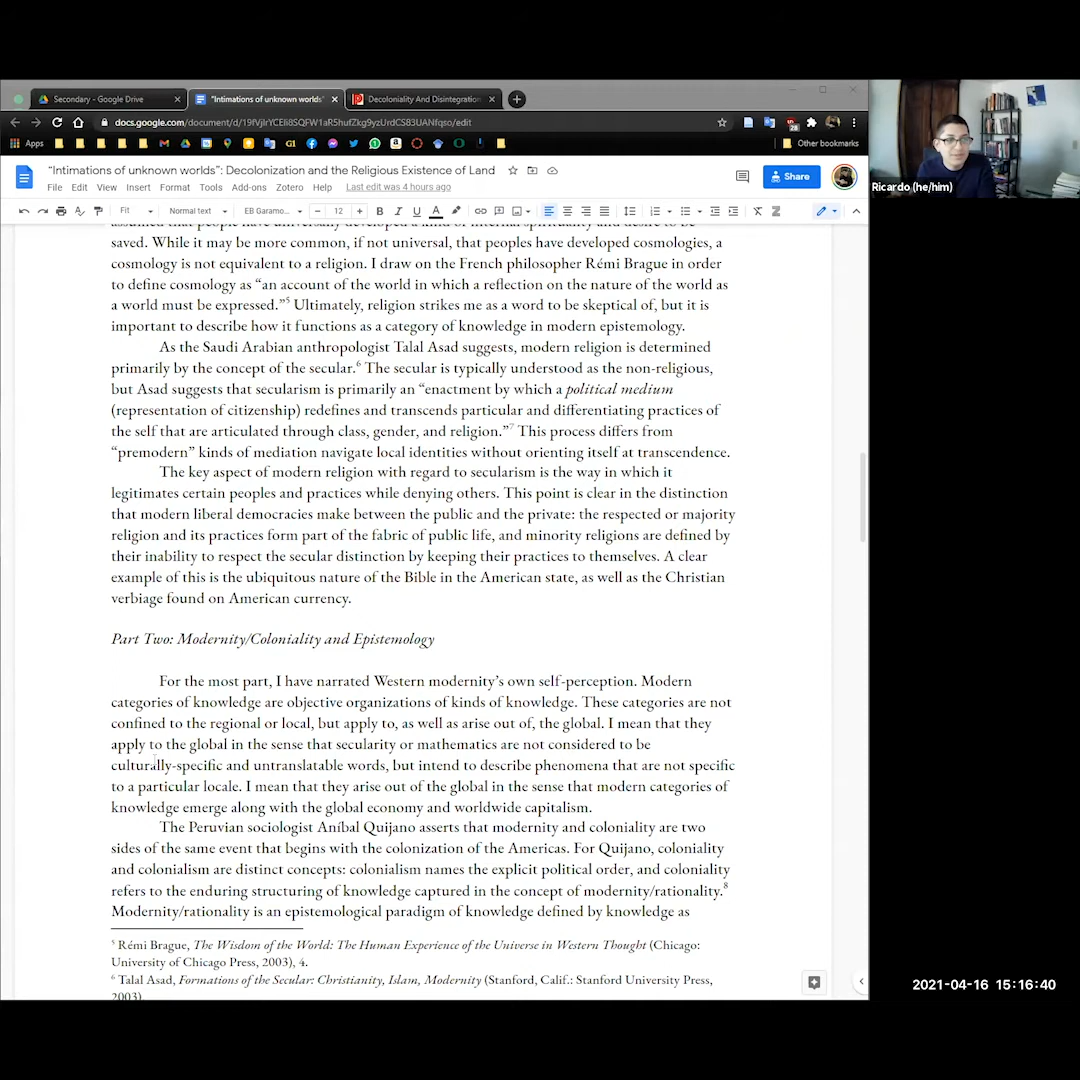 Secondary - Google Drive
"Intimations of unknown worlds"
Decoloniality And Disintegration
docs.google.com/document/d/19fVjIrYCEli8SQFW1aR5hufZkg9yzUrdCS83UANfqso/edit
Apps
Other bookmarks
"Intimations of unknown worlds": Decolonization and the Religious Existence of Land
File Edit View Insert Format Tools Add-ons Zotero Help Last edit was 4 hours ago
Share
Ricardo (he/him)
Fit Normal text EB Garamo... 12
assumed that people have universally developed a kind of internal spirituality and desire to be
saved. While it may be more common, if not universal, that peoples have developed cosmologies, a
cosmology is not equivalent to a religion. I draw on the French philosopher Rémi Brague in order
to define cosmology as “an account of the world in which a reflection on the nature of the world as
a world must be expressed.”5 Ultimately, religion strikes me as a word to be skeptical of, but it is
important to describe how it functions as a category of knowledge in modern epistemology.
As the Saudi Arabian anthropologist Talal Asad suggests, modern religion is determined
primarily by the concept of the secular.6 The secular is typically understood as the non-religious,
but Asad suggests that secularism is primarily an “enactment by which a political medium
(representation of citizenship) redefines and transcends particular and differentiating practices of
the self that are articulated through class, gender, and religion.”7 This process differs from
“premodern” kinds of mediation navigate local identities without orienting itself at transcendence.
The key aspect of modern religion with regard to secularism is the way in which it
legitimates certain peoples and practices while denying others. This point is clear in the distinction
that modern liberal democracies make between the public and the private: the respected or majority
religion and its practices form part of the fabric of public life, and minority religions are defined by
their inability to respect the secular distinction by keeping their practices to themselves. A clear
example of this is the ubiquitous nature of the Bible in the American state, as well as the Christian
verbiage found on American currency.
Part Two: Modernity/Coloniality and Epistemology
For the most part, I have narrated Western modernity’s own self-perception. Modern
categories of knowledge are objective organizations of kinds of knowledge. These categories are not
confined to the regional or local, but apply to, as well as arise out of, the global. I mean that they
apply to the global in the sense that secularity or mathematics are not considered to be
culturally-specific and untranslatable words, but intend to describe phenomena that are not specific
to a particular locale. I mean that they arise out of the global in the sense that modern categories of
knowledge emerge along with the global economy and worldwide capitalism.
The Peruvian sociologist Aníbal Quijano asserts that modernity and coloniality are two
sides of the same event that begins with the colonization of the Americas. For Quijano, coloniality
and colonialism are distinct concepts: colonialism names the explicit political order, and coloniality
refers to the enduring structuring of knowledge captured in the concept of modernity/rationality.8
Modernity/rationality is an epistemological paradigm of knowledge defined by knowledge as
5 Rémi Brague, The Wisdom of the World: The Human Experience of the Universe in Western Thought (Chicago:
University of Chicago Press, 2003), 4.
6 Talal Asad, Formations of the Secular: Christianity, Islam, Modernity (Stanford, Calif.: Stanford University Press,
2003)
2021-04-16 15:16:40